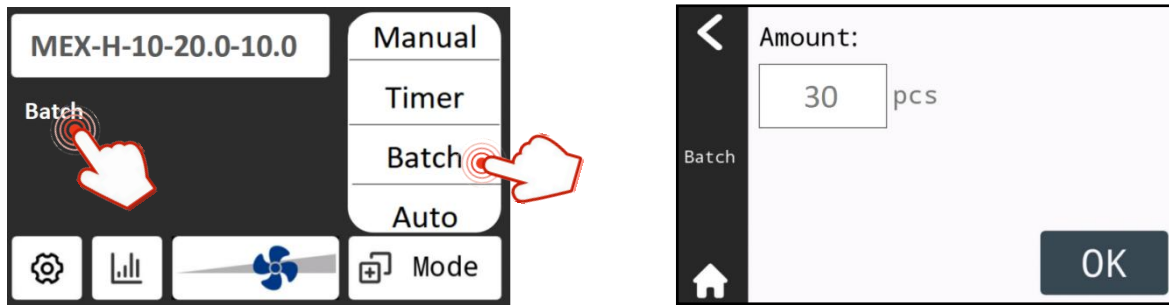 MEX-H-10-20.0-10.0
Batch
Manual
Timer
Batch
Auto
Mode
Amount:
30 pcs
Batch
OK